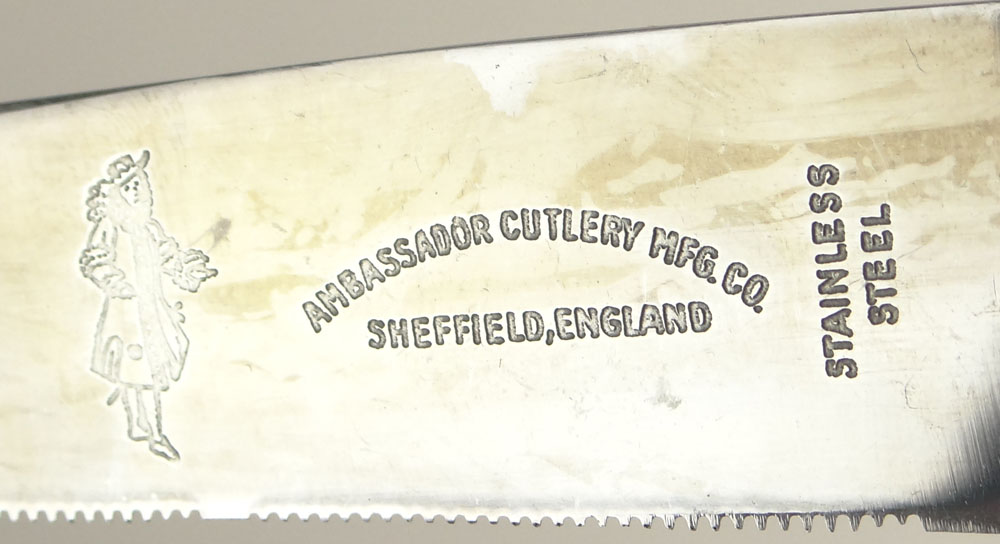 AMBASSADOR CUTLERY MFG. CO.
SHEFFIELD, ENGLAND
STAINLESS
STEEL